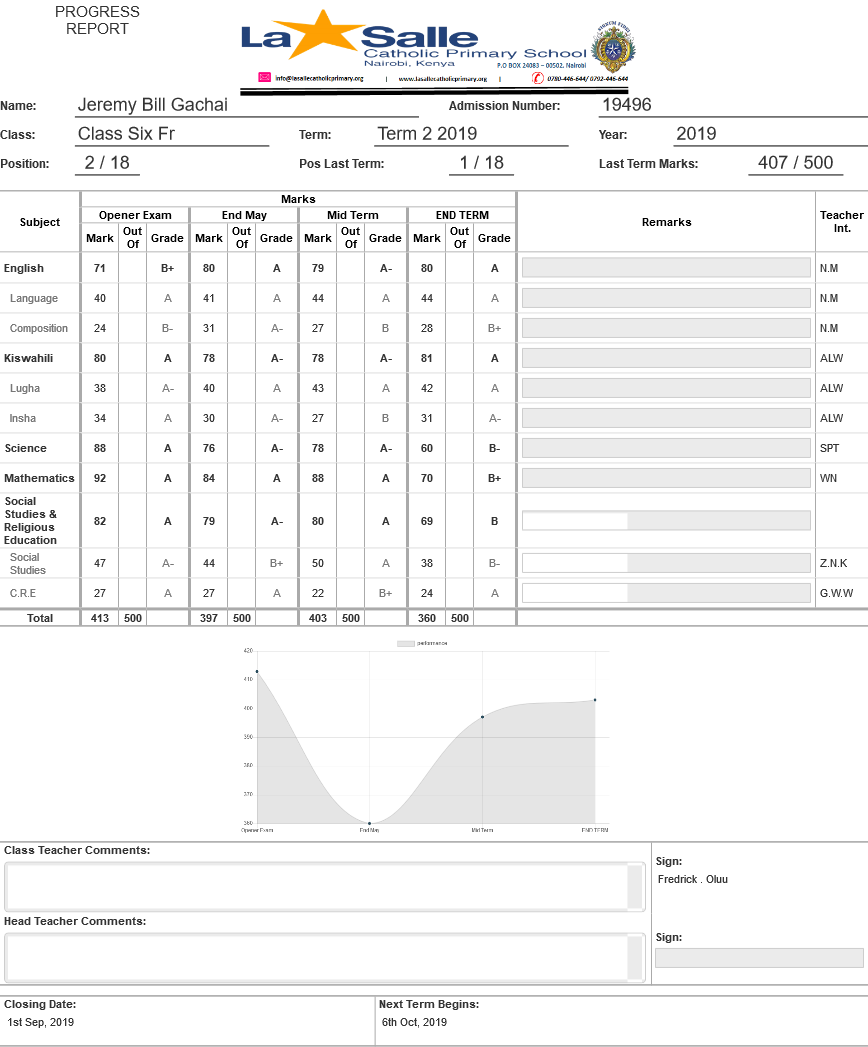 PROGRESS
REPORT
La Salle
Catholic Primary School
Nairobi, Kenya
P.O BOX 24083 – 00502, Nairobi
info@lasallecatholicprimary.org | www.lasallecatholicprimary.org | 0780-446-644/ 0792-446-644
Name: Jeremy Bill Gachai Admission Number: 19496
Class: Class Six Fr Term: Term 2 2019 Year: 2019
Position: 2 / 18 Pos Last Term: 1 / 18 Last Term Marks: 407 / 500
Subject Marks Remarks Teacher Int.
Opener Exam End May Mid Term END TERM
Mark Out Of Grade Mark Out Of Grade Mark Out Of Grade Mark Out Of Grade
English 71 B+ 80 A 79 A- 80 A N.M
Language 40 A 41 A 44 A 44 A N.M
Composition 24 B- 31 A- 27 B 28 B+ N.M
Kiswahili 80 A 78 A- 78 A- 81 A ALW
Lugha 38 A- 40 A 43 A 42 A ALW
Insha 34 A 30 A- 27 B 31 A- ALW
Science 88 A 76 A- 78 A- 60 B- SPT
Mathematics 92 A 84 A 88 A 70 B+ WN
Social
Studies &
Religious
Education 82 A 79 A- 80 A 69 B
Social
Studies 47 A- 44 B+ 50 A 38 B- Z.N.K
C.R.E 27 A 27 A 22 B+ 24 A G.W.W
Total 413 500 397 500 403 500 360 500
performance
420
410
400
390
380
370
360
Opener Exam End May Mid Term END TERM
Class Teacher Comments:
Sign:
Fredrick . Oluu
Head Teacher Comments:
Sign:
Closing Date: Next Term Begins:
1st Sep, 2019 6th Oct, 2019